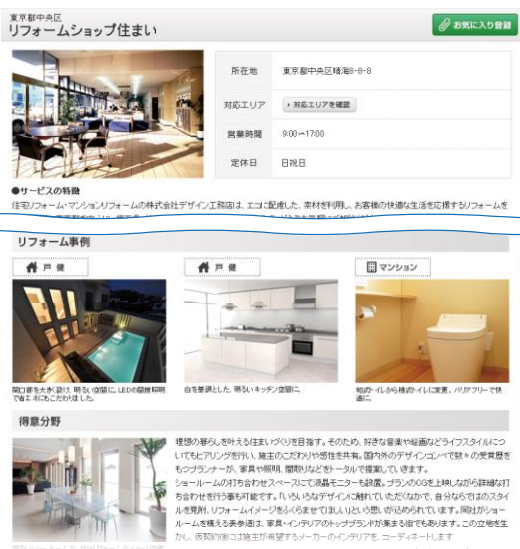 東京都中央区
リフォームショップ住まい
お気に入り登録
所在地 東京都中央区晴海8-8-8
対応エリア 対応エリアを確認
営業時間 9:00〜17:00
定休日 日祝日
●サービスの特徴
住宅リフォーム・マンションリフォームの株式会社デザイン工務店は、エコに配慮した、素材を利用し、お客様の快適な生活を応援するリフォームを
リフォーム事例
戸建
戸建
マンション
開口部を大きく設け、明るい空間に。LEDの間接照明
で省エネにもこだわりました。
白を基調とした、明るいキッチン空間に。
和式トイレから様式トイレに変更、バリアフリーで快
適に。
得意分野
理想の暮らしを叶える住まいづくりを目指す。そのため、好きな音楽や絵画などライフスタイルにつ
いてもヒアリングを行い、施主のこだわりや感性を共有。国内外のデザインコンペで数々の受賞歴を
もつプランナーが、家具や照明、間取りなどをトータルで提案していきます。
ショールームの打ち合わせスペースにて液晶モニターも設置。プランのCGを上映しながら詳細な打
ち合わせを行う事も可能です。「いろいろなデザインに触れていただくなかで、自分ならではのスタイ
ルを発見け、リフォームイメージをふくらませてほしい」という思いが込められています。同社がショー
ルームを構える表参道は、家具・インテリアのトップブランドが集まる街でもあります。この立地を生
かし、仮契約後には施主が希望するメーカーのインテリアを、コーディネートします